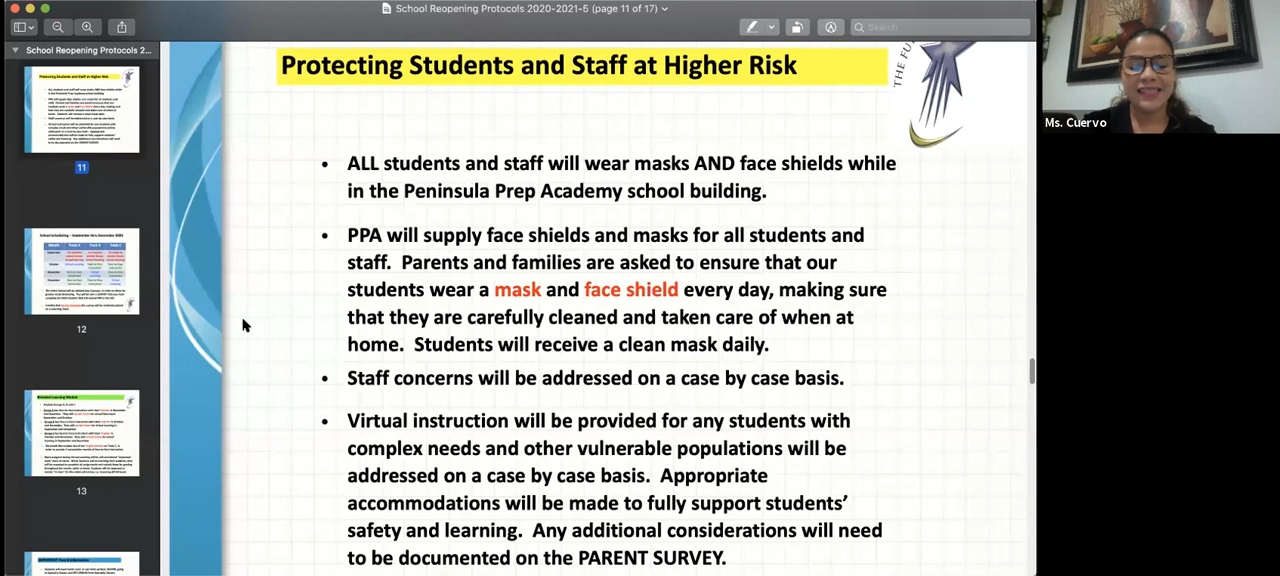 School Reopening Protocols 2020-2021-5 (page 11 of 17)
Search
School Reopening Protocols 2...
11
12
13
THE FU
Protecting Students and Staff at Higher Risk
• ALL students and staff will wear masks AND face shields while
in the Peninsula Prep Academy school building.
• PPA will supply face shields and masks for all students and
staff. Parents and families are asked to ensure that our
students wear a mask and face shield every day, making sure
that they are carefully cleaned and taken care of when at
home. Students will receive a clean mask daily.
• Staff concerns will be addressed on a case by case basis.
• Virtual instruction will be provided for any students with
complex needs and other vulnerable populations will be
addressed on a case by case basis. Appropriate
accommodations will be made to fully support students'
safety and learning. Any additional considerations will need
to be documented on the PARENT SURVEY.
Ms. Cuervo